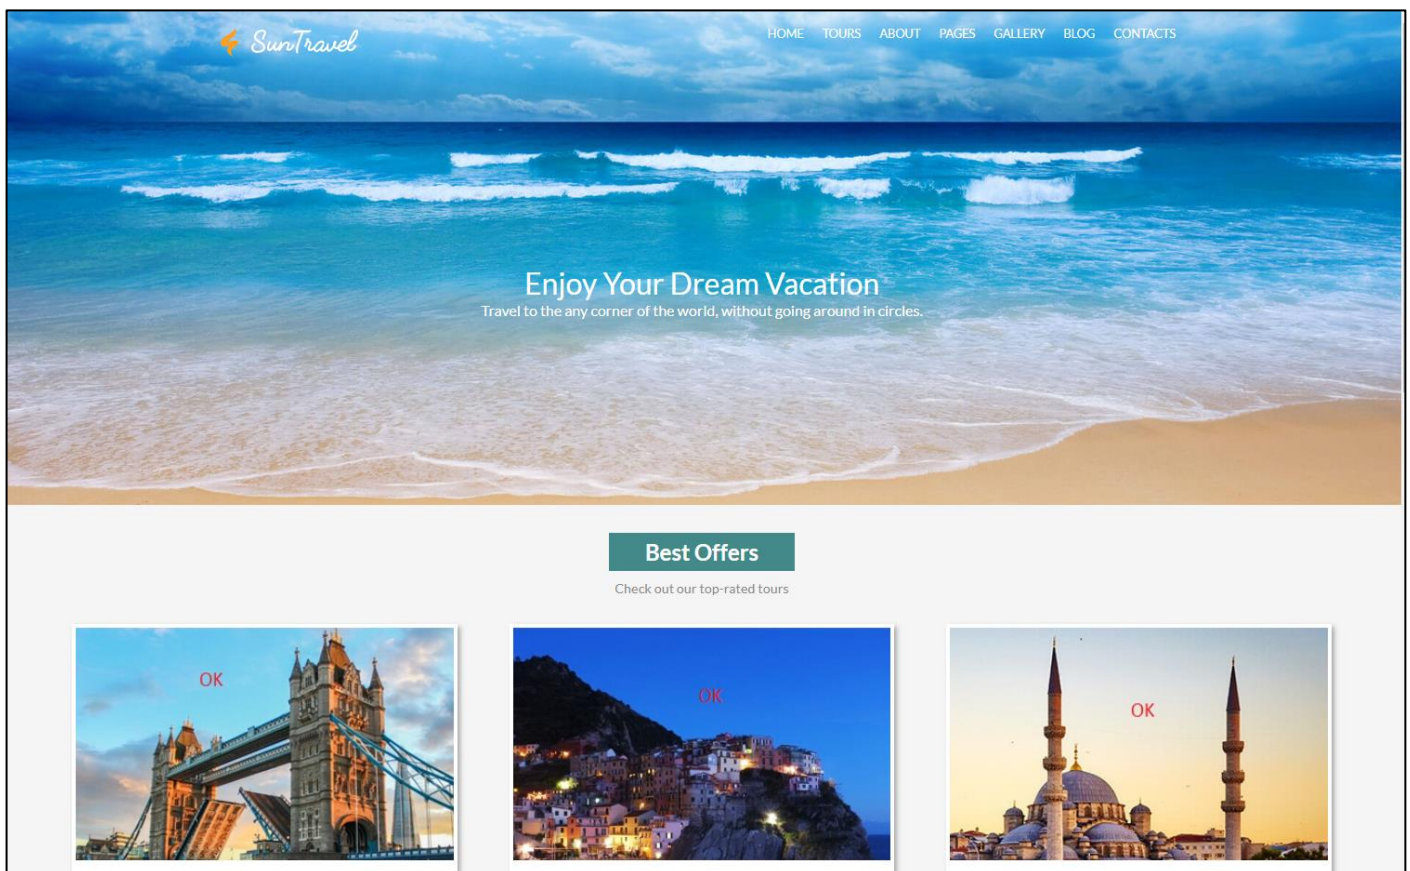 SunTravel
HOME TOURS ABOUT PAGES GALLERY BLOG CONTACTS
Enjoy Your Dream Vacation
Travel to the any corner of the world, without going around in circles.
Best Offers
Check out our top-rated tours
OK
OK
OK